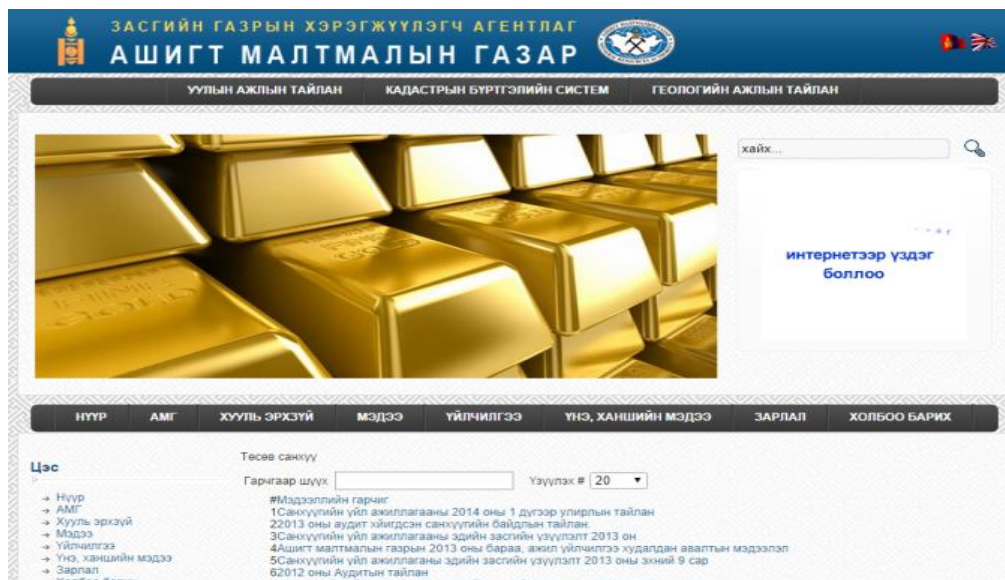 ЗАСГИЙН ГАЗРЫН ХЭРЭГЖҮҮЛЭГЧ АГЕНТЛАГ
АШИГТ МАЛТМАЛЫН ГАЗАР
УУЛЫН АЖЛЫН ТАЙЛАН КАДАСТРЫН БҮРТГЭЛИЙН СИСТЕМ ГЕОЛОГИЙН АЖЛЫН ТАЙЛАН
хайх...
интернетээр үздэг
боллоо
НҮҮР АМГ ХУУЛЬ ЭРХЗҮЙ МЭДЭЭ ҮЙЛЧИЛГЭЭ ҮНЭ, ХАНШИЙН МЭДЭЭ ЗАРЛАЛ ХОЛБОО БАРИХ
Цэс
Нүүр
АМГ
Хууль эрхзүй
Мэдээ
Үйлчилгээ
Үнэ, ханшийн мэдээ
Зарлал
Холбоо барих
Төсөв санхүү
Гарчгаар шүүх Үзүүлэх # 20
#Мэдээллийн гарчиг
1Санхүүгийн үйл ажиллагааны 2014 оны 1 дүгээр улирлын тайлан
22013 оны аудит хийгдсэн санхүүгийн байдлын тайлан.
3Санхүүгийн үйл ажиллагааны эдийн засгийн үзүүлэлт 2013 он
4Ашигт малтмалын газрын 2013 оны бараа, ажил үйлчилгээ худалдан авалтын мэдээлэл
5Санхүүгийн үйл ажиллаганы эдийн засгийн үзүүлэлт 2013 оны эхний 9 сар
62012 оны Аудитын тайлан